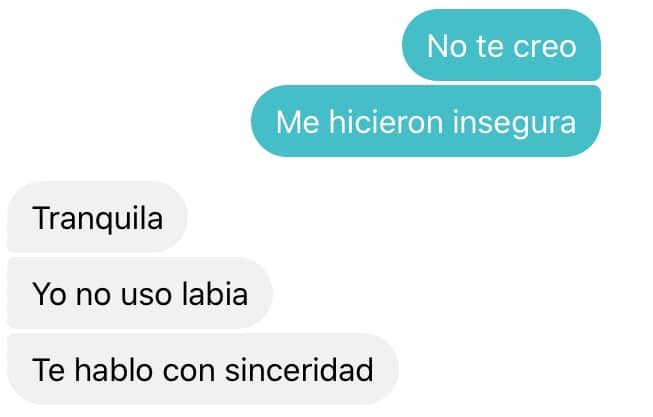 No te creo
Me hicieron insegura
Tranquila
Yo no uso labia
Te hablo con sinceridad